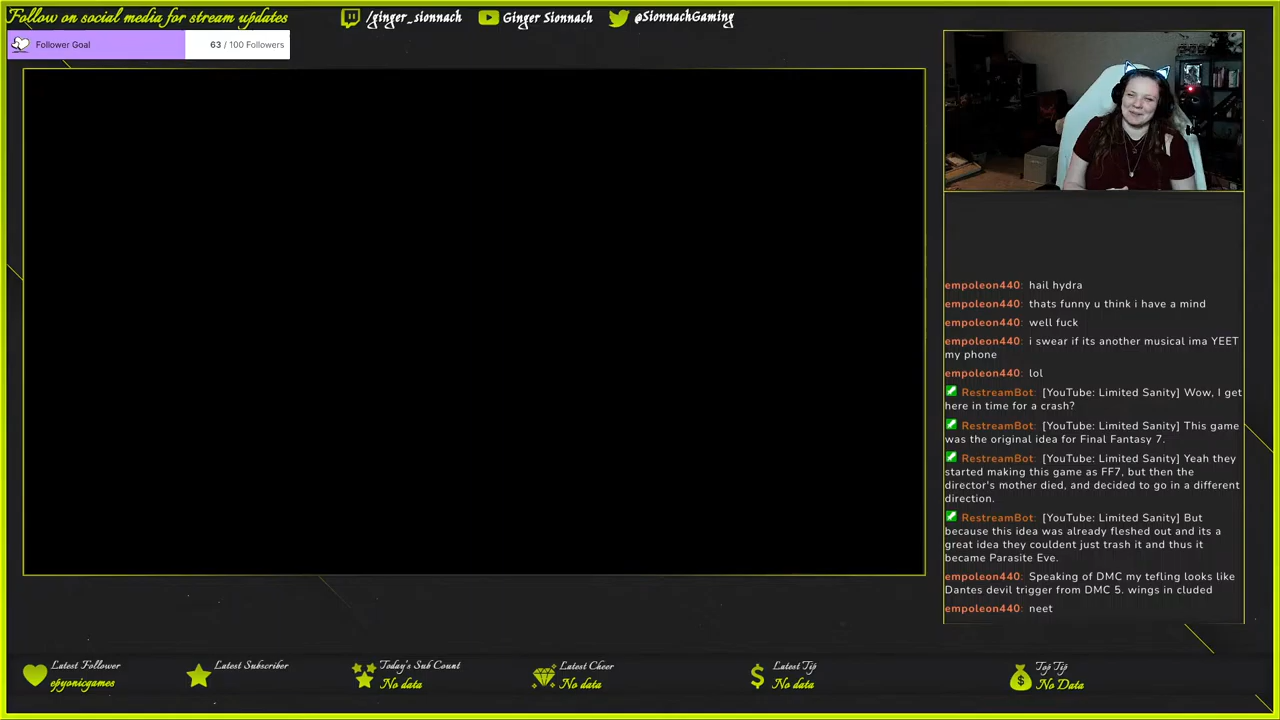 Follow on social media for stream updates
/ginger_sionnach
Ginger Sionnach
@SionnachGaming
Follower Goal
63 / 100 Followers
empoleon440: hail hydra
empoleon440: thats funny u think i have a mind
empoleon440: well fuck
empoleon440: i swear if its another musical ima YEET
my phone
empoleon440: lol
RestreamBot: [YouTube: Limited Sanity] Wow, I get
here in time for a crash?
RestreamBot: [YouTube: Limited Sanity] This game
was the original idea for Final Fantasy 7.
RestreamBot: [YouTube: Limited Sanity] Yeah they
started making this game as FF7, but then the
director's mother died, and decided to go in a different
direction.
RestreamBot: [YouTube: Limited Sanity] But
because this idea was already fleshed out and its a
great idea they couldent just trash it and thus it
became Parasite Eve.
empoleon440: Speaking of DMC my tefling looks like
Dantes devil trigger from DMC 5. wings in cluded
empoleon440: neet
Latest Follower
epyonicgames
Latest Subscriber
Today's Sub Count
No data
Latest Cheer
No data
Latest Tip
No data
Top Tip
No Data